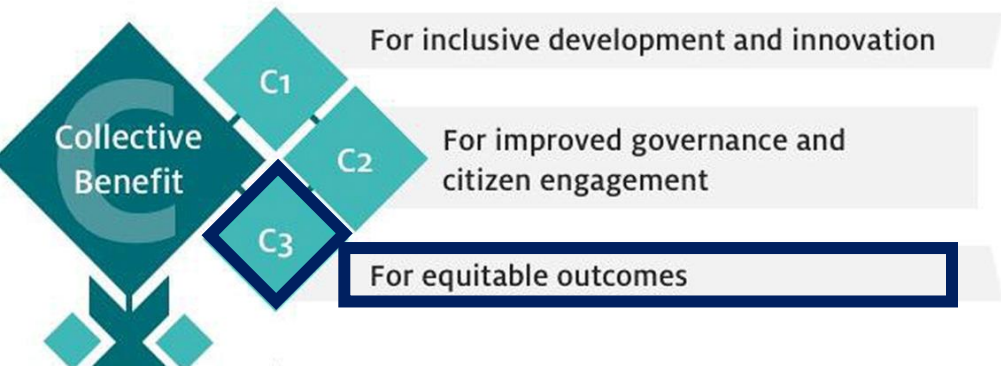 C
Collective
Benefit
C1
For inclusive development and innovation
C2
For improved governance and
citizen engagement
C3
For equitable outcomes